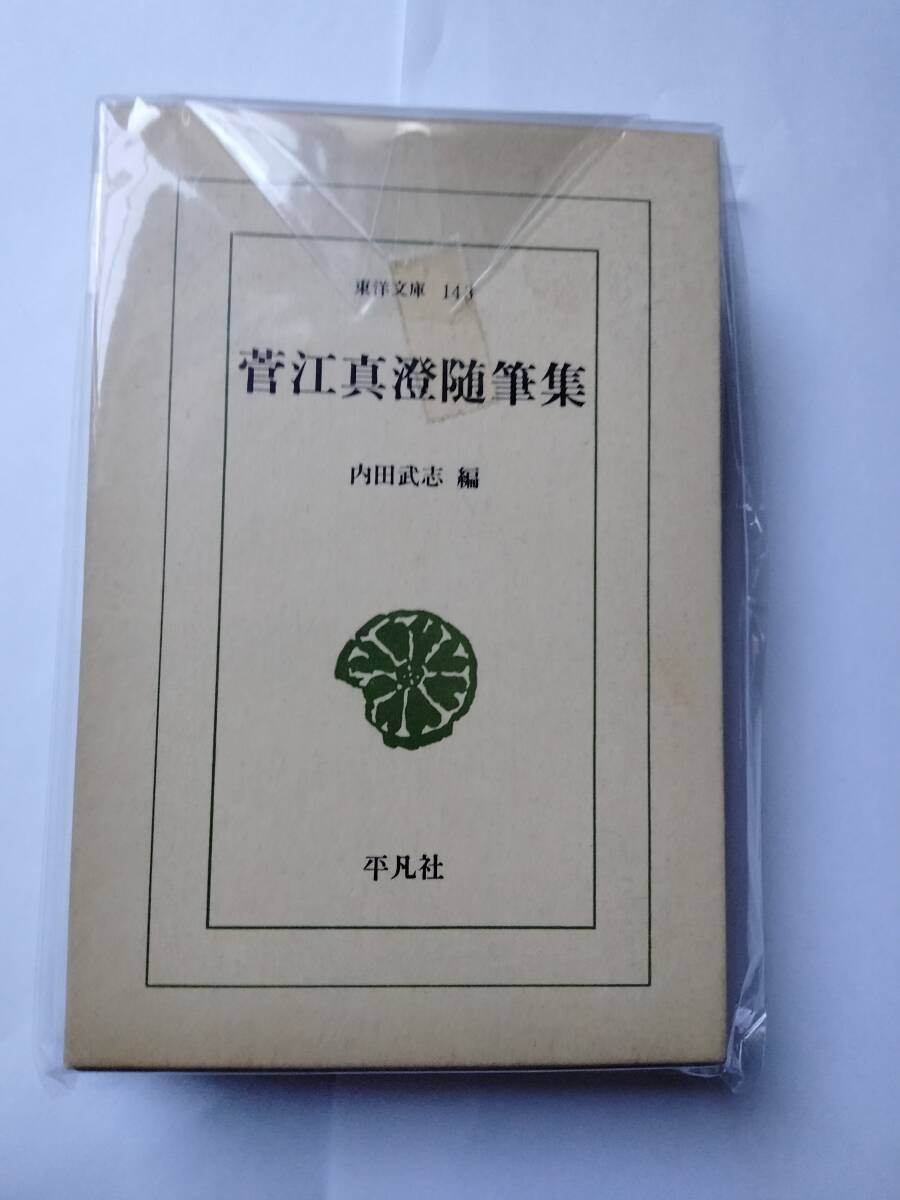 東洋文庫 143
菅江真澄随筆集
内田武志 編
平凡社